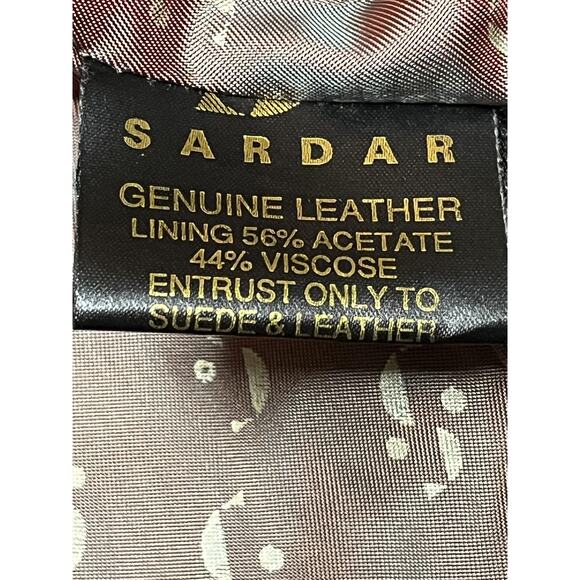 SARDAR
GENUINE LEATHER
LINING 56% ACETATE
44% VISCOSE
ENTRUST ONLY TO
SUEDE & LEATHER